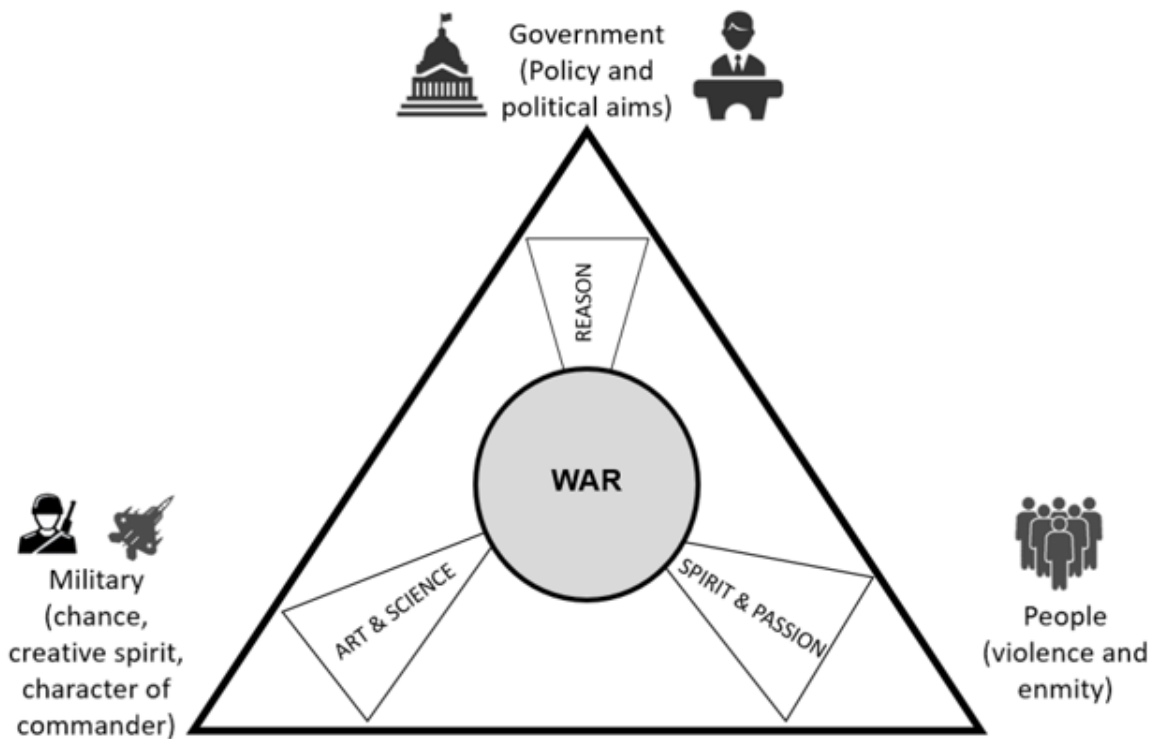 Government
(Policy and
political aims)
REASON
WAR
ART & SCIENCE
SPIRIT & PASSION
Military
(chance,
creative spirit,
character of
commander)
People
(violence and
enmity)